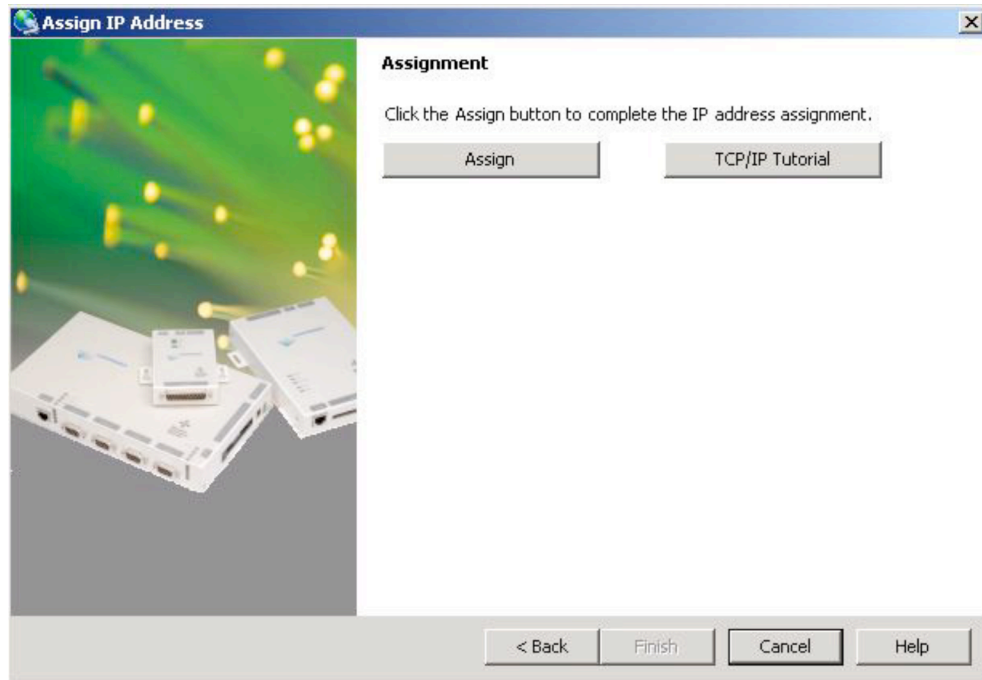 Assign IP Address
Assignment
Click the Assign button to complete the IP address assignment.
Assign
TCP/IP Tutorial
< Back
Finish
Cancel
Help